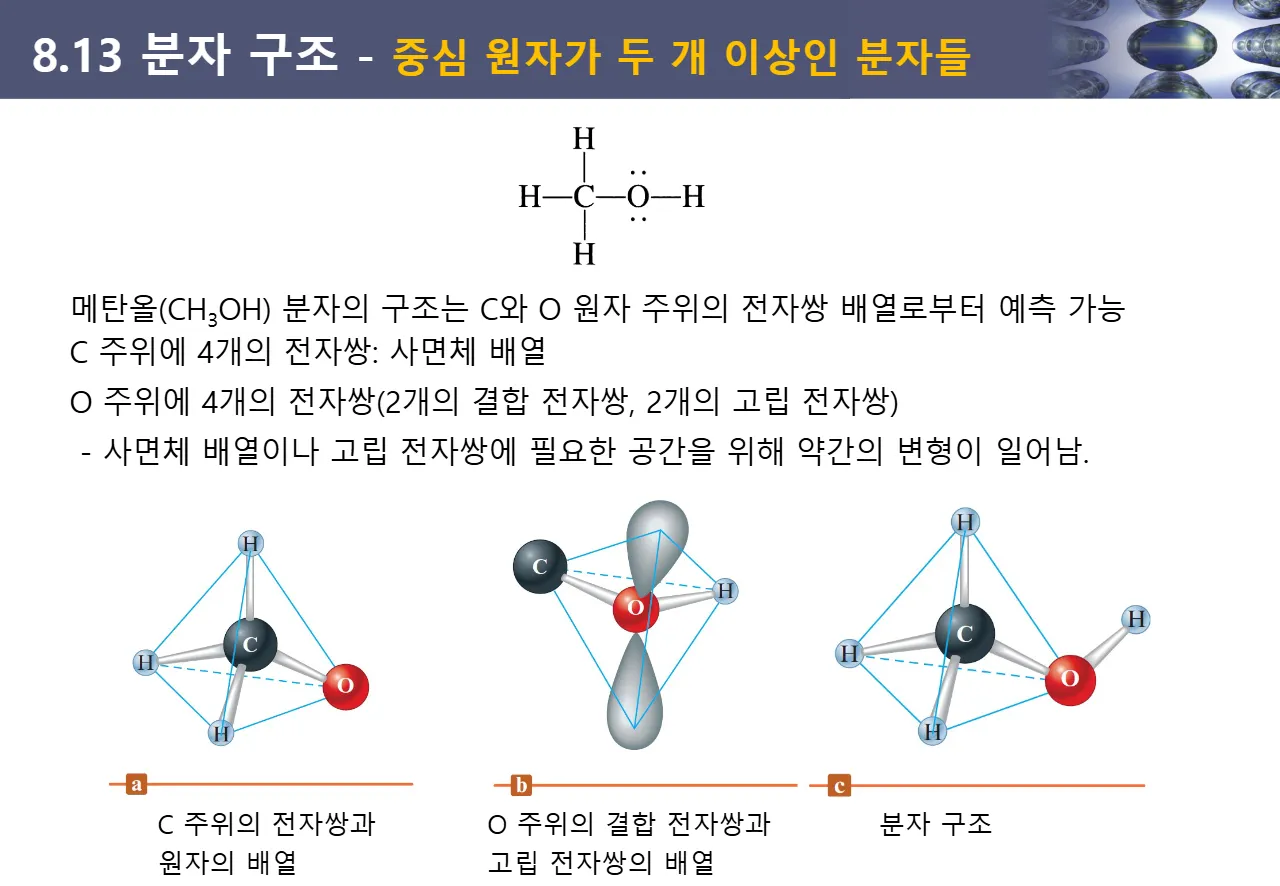 8.13 분자 구조 - 중심 원자가 두 개 이상인 분자들
H
H—C—O—H
H
메탄올(CH₃OH) 분자의 구조는 C와 O 원자 주위의 전자쌍 배열로부터 예측 가능
C 주위에 4개의 전자쌍: 사면체 배열
O 주위에 4개의 전자쌍(2개의 결합 전자쌍, 2개의 고립 전자쌍)
- 사면체 배열이나 고립 전자쌍에 필요한 공간을 위해 약간의 변형이 일어남.
H
C
H
O
H
C
O
H
H
C
H
O
H
H
a
C 주위의 전자쌍과
원자의 배열
b
O 주위의 결합 전자쌍과
고립 전자쌍의 배열
c
분자 구조